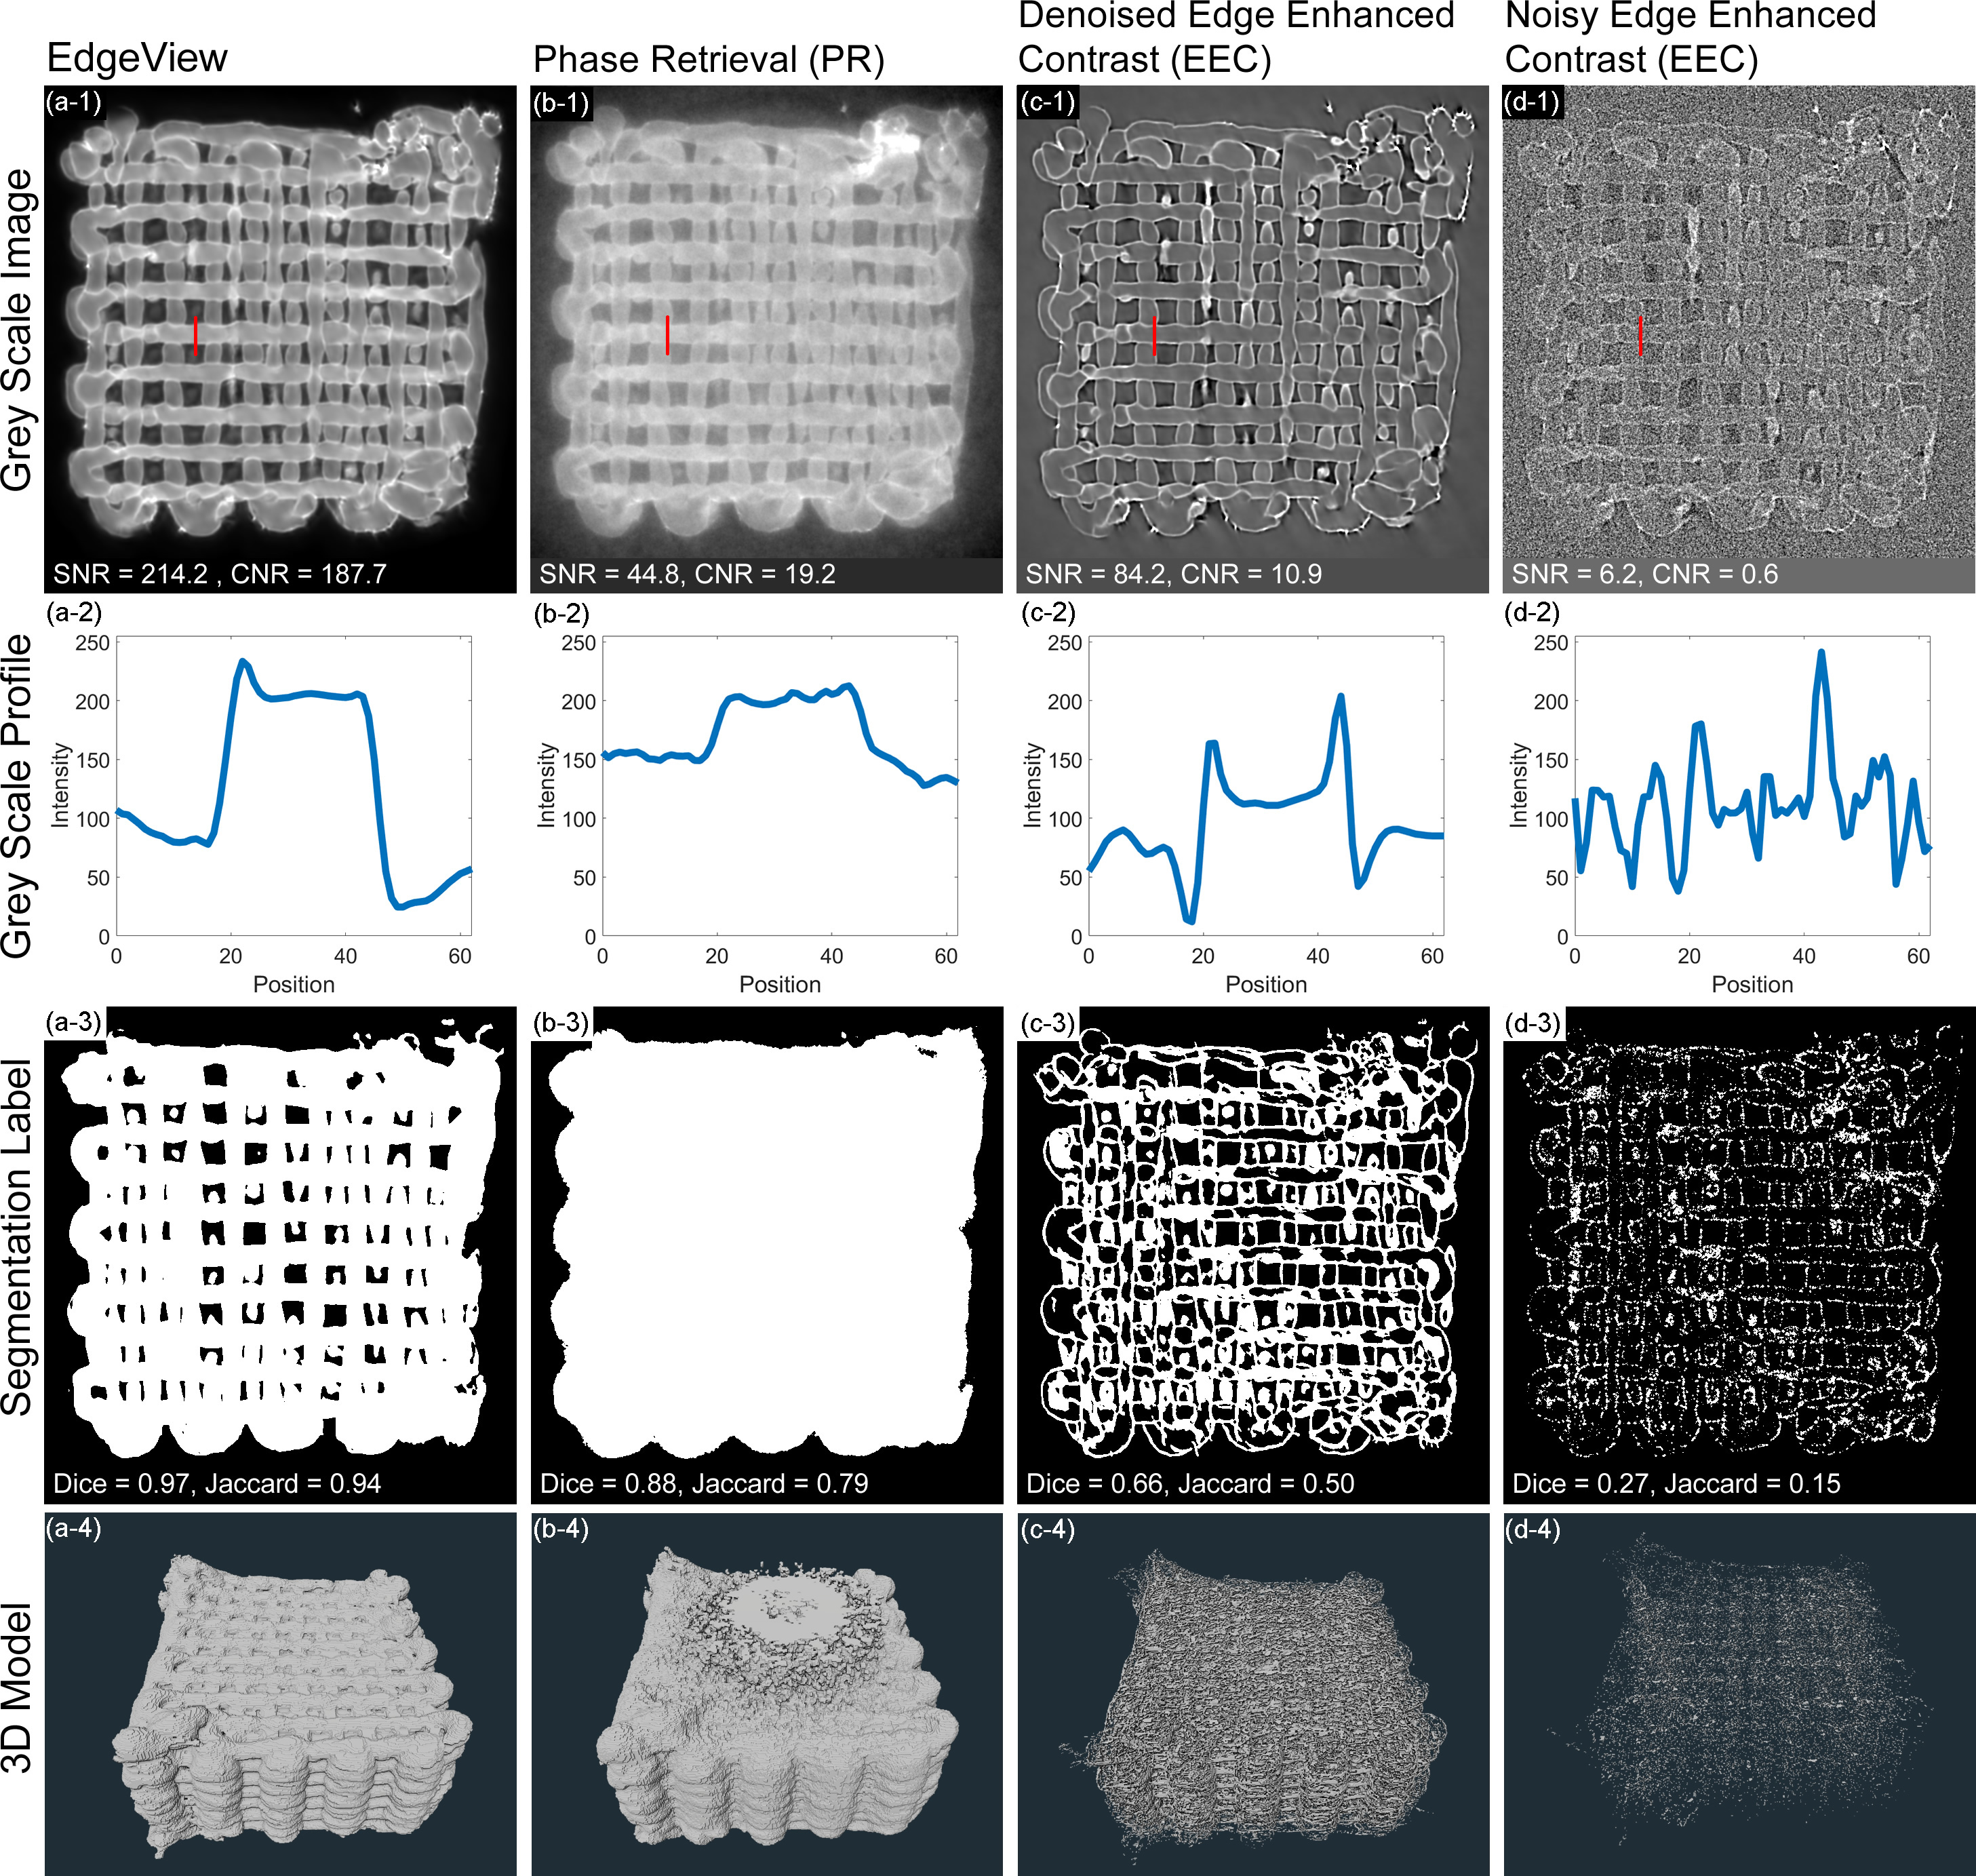 EdgeView
Phase Retrieval (PR)
Denoised Edge Enhanced
Contrast (EEC)
Noisy Edge Enhanced
Contrast (EEC)
Grey Scale Image
(a-1)
SNR = 214.2 , CNR = 187.7
(b-1)
SNR = 44.8, CNR = 19.2
(c-1)
SNR = 84.2, CNR = 10.9
(d-1)
SNR = 6.2, CNR = 0.6
Grey Scale Profile
(a-2)
250
200
150
100
50
0
Intensity
0 20 40 60
Position
(b-2)
250
200
150
100
50
0
Intensity
0 20 40 60
Position
(c-2)
250
200
150
100
50
0
Intensity
0 20 40 60
Position
(d-2)
250
200
150
100
50
0
Intensity
0 20 40 60
Position
Segmentation Label
(a-3)
Dice = 0.97, Jaccard = 0.94
(b-3)
Dice = 0.88, Jaccard = 0.79
(c-3)
Dice = 0.66, Jaccard = 0.50
(d-3)
Dice = 0.27, Jaccard = 0.15
3D Model
(a-4)
(b-4)
(c-4)
(d-4)